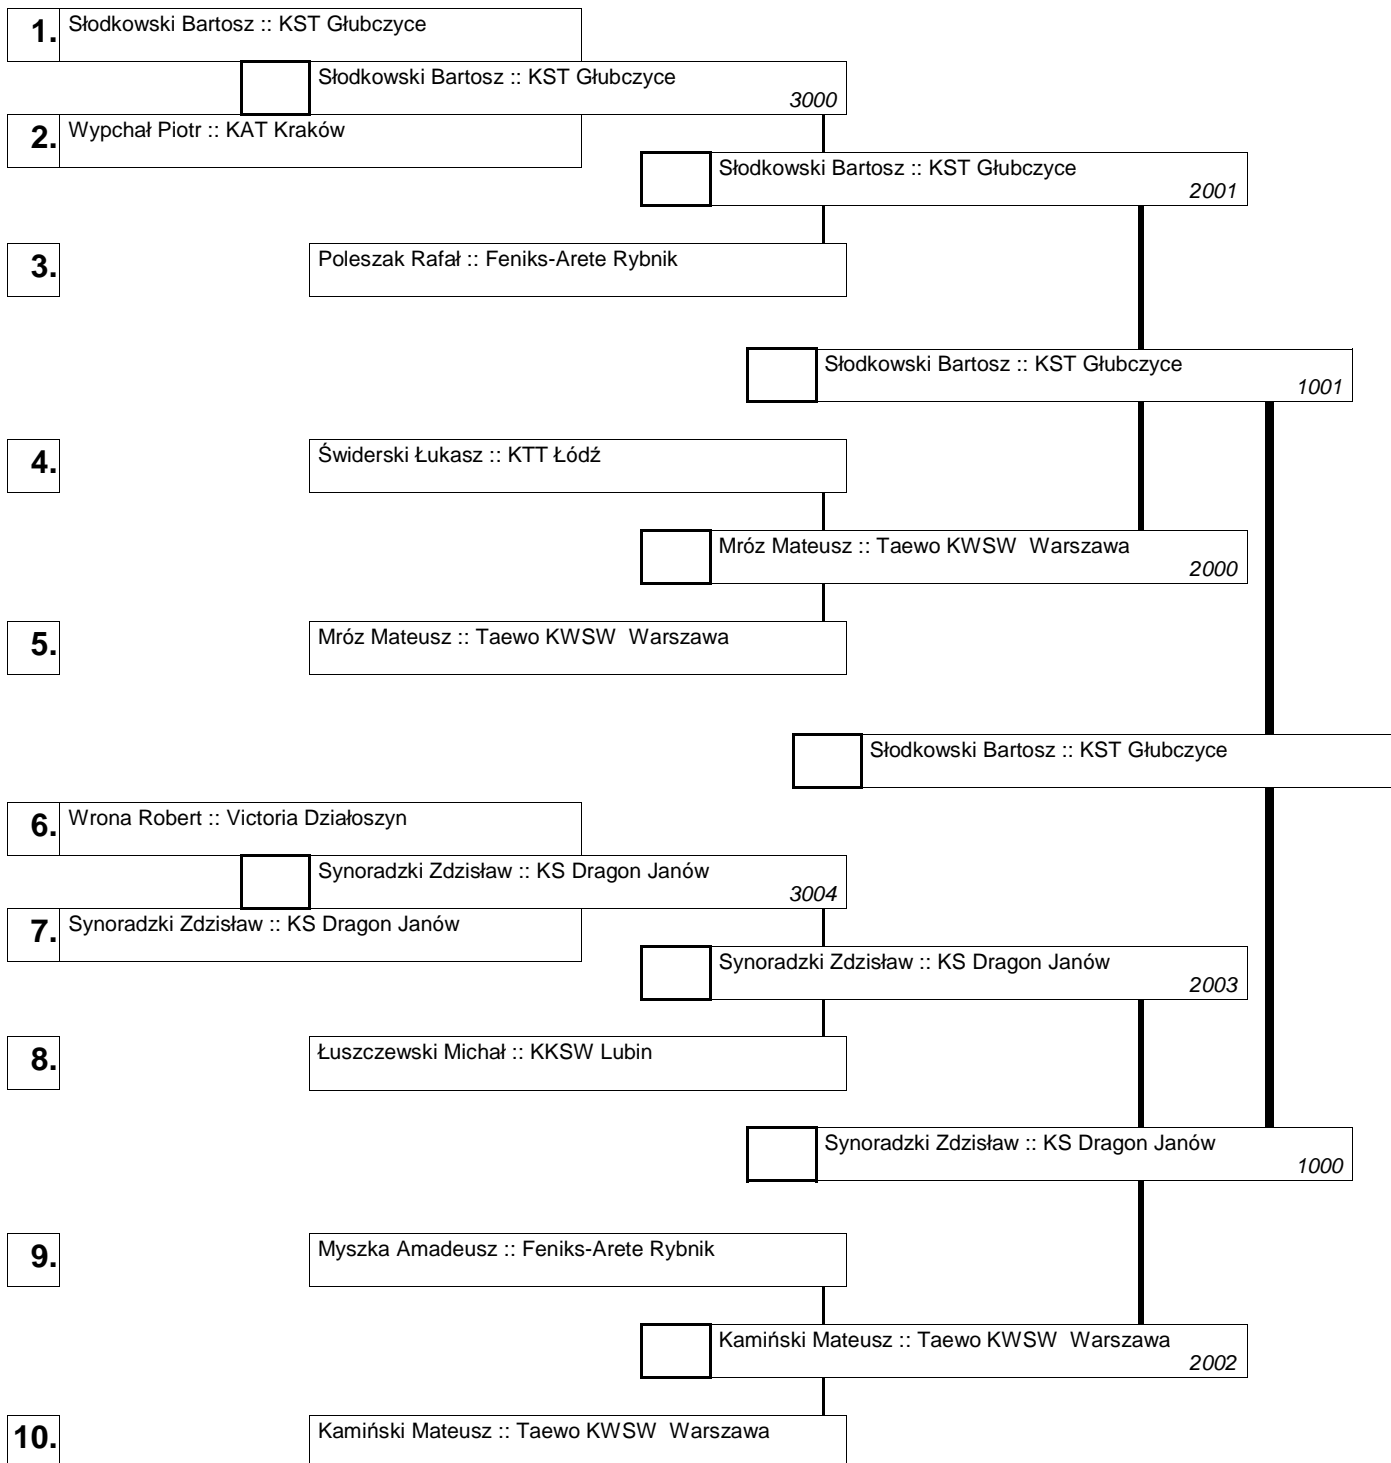 1. Słodkowski Bartosz :: KST Głubczyce
Słodkowski Bartosz :: KST Głubczyce
3000
2. Wypchał Piotr :: KAT Kraków
Słodkowski Bartosz :: KST Głubczyce
2001
3. Poleszak Rafał :: Feniks-Arete Rybnik
Słodkowski Bartosz :: KST Głubczyce
1001
4. Świderski Łukasz :: KTT Łódź
Mróz Mateusz :: Taewo KWSW  Warszawa
2000
5. Mróz Mateusz :: Taewo KWSW  Warszawa
Słodkowski Bartosz :: KST Głubczyce
6. Wrona Robert :: Victoria Działoszyn
Synoradzki Zdzisław :: KS Dragon Janów
3004
7. Synoradzki Zdzisław :: KS Dragon Janów
Synoradzki Zdzisław :: KS Dragon Janów
2003
8. Łuszczewski Michał :: KKSW Lubin
Synoradzki Zdzisław :: KS Dragon Janów
1000
9. Myszka Amadeusz :: Feniks-Arete Rybnik
Kamiński Mateusz :: Taewo KWSW  Warszawa
2002
10. Kamiński Mateusz :: Taewo KWSW  Warszawa